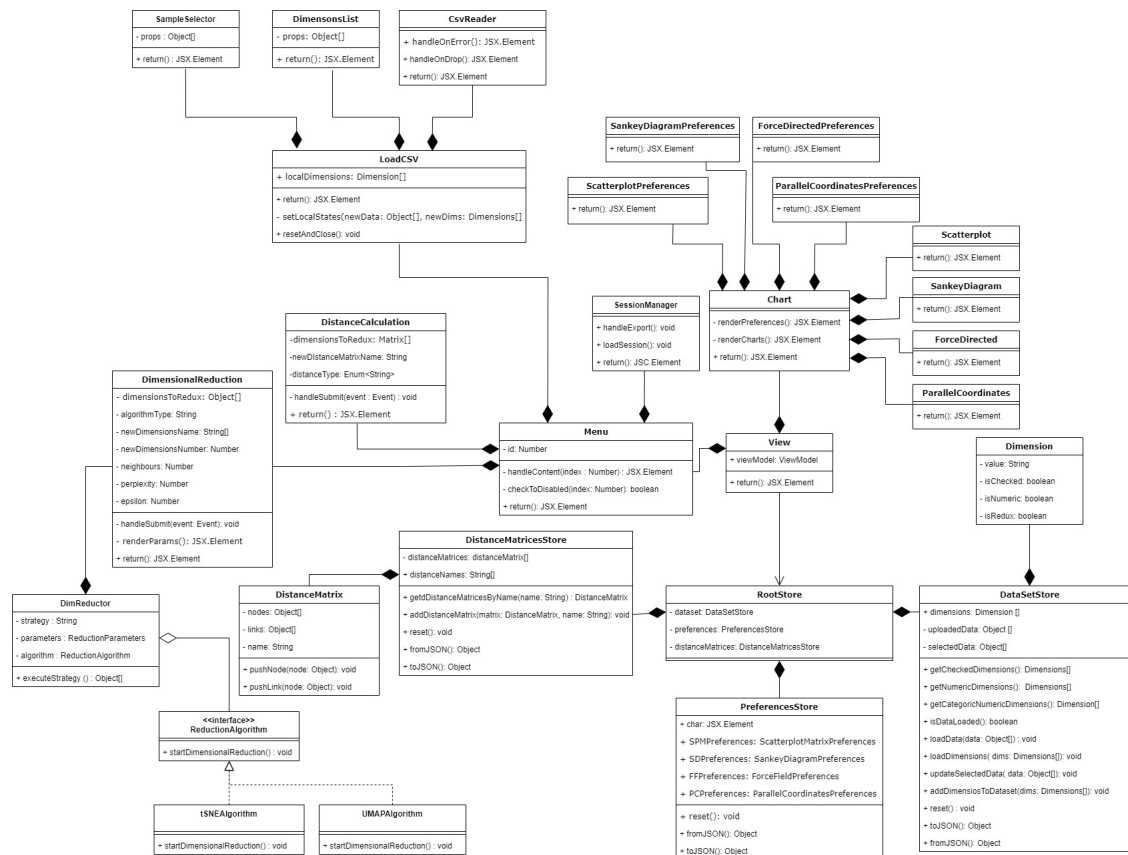 SampleSelector
- props : Object[]
+ return() : JSX.Element
DimensonsList
- props: Object[]
+ return(): JSX.Element
CsvReader
+ handleOnError(): JSX.Element
+ handleOnDrop(): JSX.Element
+ return(): JSX.Element
LoadCSV
+ localDimensions: Dimension[]
+ return(): JSX.Element
- setLocalStates(newData: Object[], newDims: Dimensions[]
+ resetAndClose(): void
SankeyDiagramPreferences
+ return(): JSX.Element
ForceDirectedPreferences
+ return(): JSX.Element
ScatterplotPreferences
+ return(): JSX.Element
ParallelCoordinatesPreferences
+ return(): JSX.Element
Scatterplot
+ return(): JSX.Element
SankeyDiagram
+ return(): JSX.Element
ForceDirected
+ return(): JSX.Element
ParallelCoordinates
+ return(): JSX.Element
Chart
- renderPreferences(): JSX.Element
- renderCharts(): JSX.Element
+ return(): JSX.Element
SessionManager
+ handleExport(): void
+ loadSession(): void
+ return(): JSC.Element
DistanceCalculation
-dimensionsToRedux: Matrix[]
-newDIstanceMatrixName: String
-distanceType: Enum<String>
- handleSubmit(event : Event) : void
+ return() : JSX.Element
DimensionalReduction
- dimensionsToRedux: Object[]
- algorithmType: String
- newDimensionsName: String[]
- newDimensionsNumber: Number
- neighbours: Number
- perplexity: Number
- epsilon: Number
- handleSubmit(event: Event): void
- renderParams(): JSX.Element
+ return(): JSX.Element
Menu
- id: Number
- handleContent(index : Number) : JSX.Element
- checkToDisabled(index: Number): boolean
+ return(): JSX.Element
View
+ viewModel: ViewModel
+ return(): JSX.Element
Dimension
- value: String
- isChecked: boolean
- isNumeric: boolean
- isRedux: boolean
DistanceMatricesStore
- distanceMatrices: distanceMatrix[]
+ distanceNames: String[]
+ getdDistanceMatricesByName(name: String) : DistanceMatrix
+ addDistanceMatrix(matrix: DistanceMatrix, name: String): void
+ reset(): void
+ fromJSON(): Object
+ toJSON(): Object
DistanceMatrix
- nodes: Object[]
- links: Object[]
- name: String
+ pushNode(node: Object): void
+ pushLink(node: Object): void
DimReductor
- strategy : String
- parameters : ReductionParameters
- algorithm : ReductionAlgorithm
+ executeStrategy () : Object[]
RootStore
- dataset: DataSetStore
- preferences: PreferencesStore
- distanceMatrices: DistanceMatricesStore
DataSetStore
+ dimensions: Dimension []
- uploadedData: Object []
- selectedData: Object[]
+ getCheckedDimensions(): Dimensions[]
+ getNumericDimensions(): Dimensions[]
+ getCategoricNumericDimensions(): Dimension[]
+ isDataLoaded(): boolean
+ loadData(data: Object[]) : void
+ loadDimensions( dims: Dimensions[]): void
+ updateSelectedData( data: Object[]): void
+ addDimensiosToDataset(dims: Dimensions[]): void
+ reset() : void
+ toJSON(): Object
+ fromJSON(): Object
PreferencesStore
+ char: JSX.Element
+ SPMPreferences: ScatterplotMatrixPreferences
+ SDPreferences: SankeyDiagramPreferences
+ FFPreferences: ForceFieldPreferences
+ PCPreferences: ParallelCoordinatesPreferences
+ reset(): void
+ fromJSON(): Object
+ toJSON(): Object
<<interface>>
ReductionAlgorithm
+ startDimensionalReduction() : void
tSNEAlgorithm
+ startDimensionalReduction() : void
UMAPAlgorithm
+ startDimensionalReduction() : void